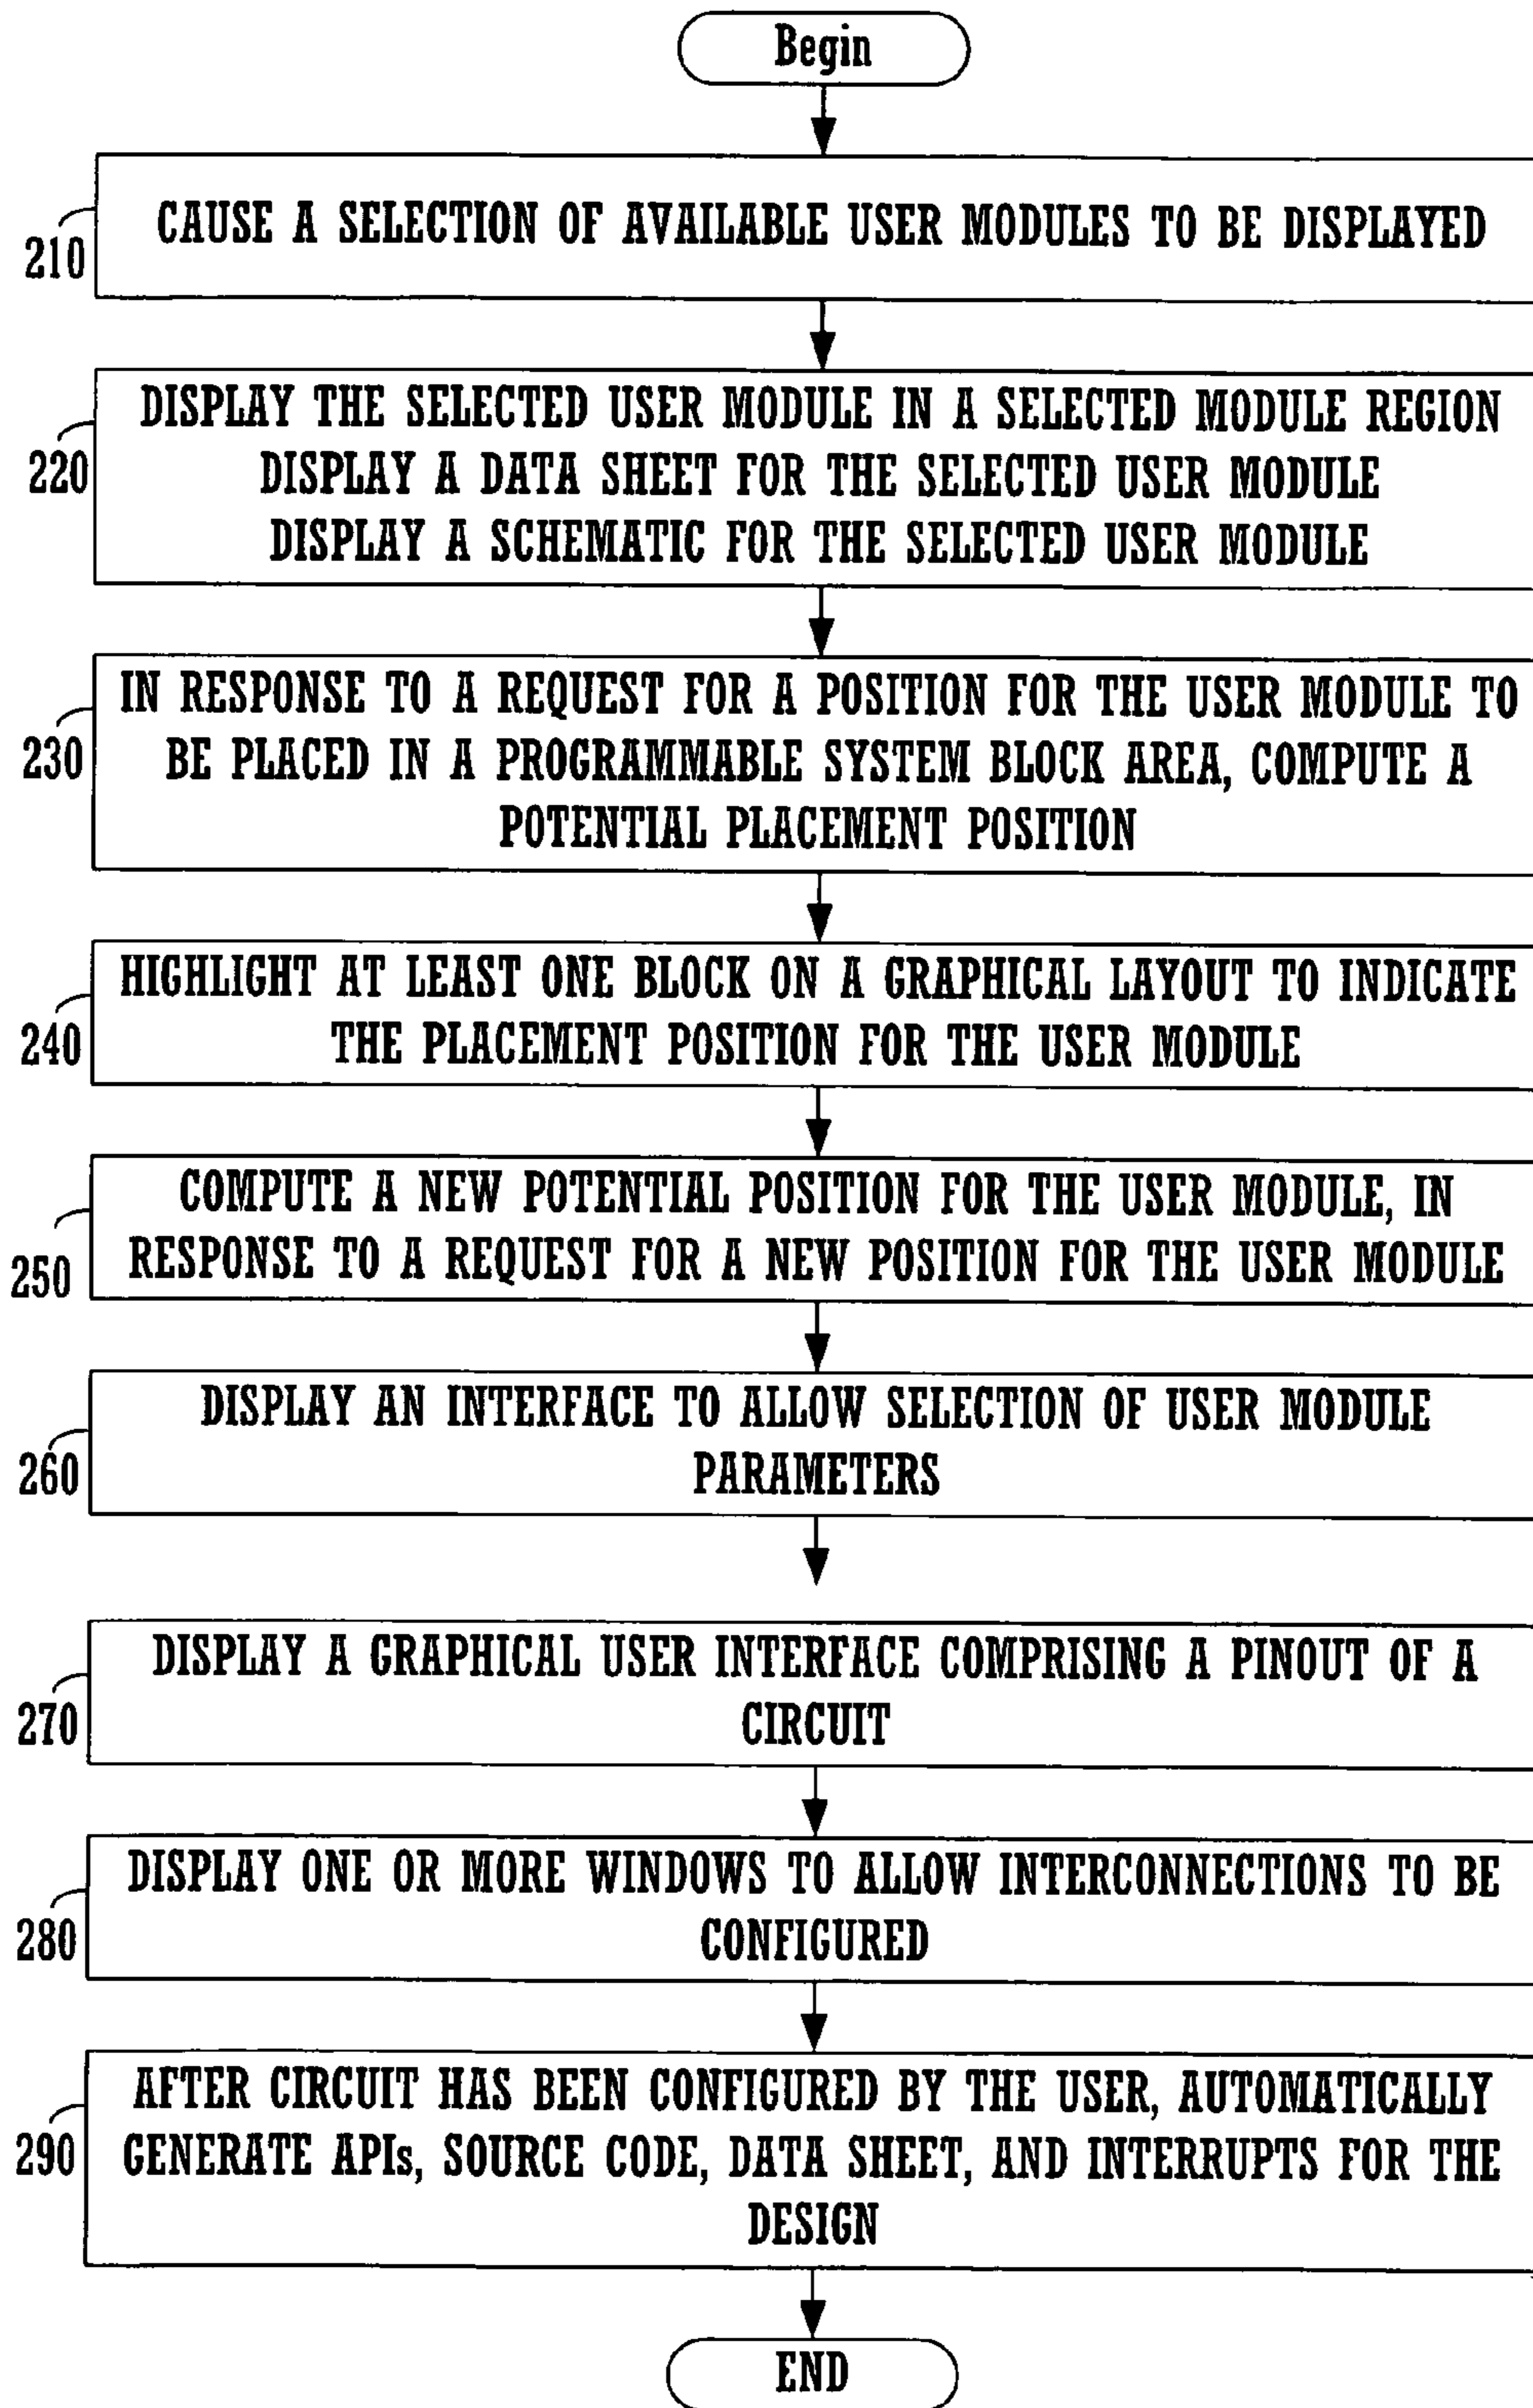 Begin
210
CAUSE A SELECTION OF AVAILABLE USER MODULES TO BE DISPLAYED
220
DISPLAY THE SELECTED USER MODULE IN A SELECTED MODULE REGION
DISPLAY A DATA SHEET FOR THE SELECTED USER MODULE
DISPLAY A SCHEMATIC FOR THE SELECTED USER MODULE
230
IN RESPONSE TO A REQUEST FOR A POSITION FOR THE USER MODULE TO
BE PLACED IN A PROGRAMMABLE SYSTEM BLOCK AREA, COMPUTE A
POTENTIAL PLACEMENT POSITION
240
HIGHLIGHT AT LEAST ONE BLOCK ON A GRAPHICAL LAYOUT TO INDICATE
THE PLACEMENT POSITION FOR THE USER MODULE
250
COMPUTE A NEW POTENTIAL POSITION FOR THE USER MODULE, IN
RESPONSE TO A REQUEST FOR A NEW POSITION FOR THE USER MODULE
260
DISPLAY AN INTERFACE TO ALLOW SELECTION OF USER MODULE
PARAMETERS
270
DISPLAY A GRAPHICAL USER INTERFACE COMPRISING A PINOUT OF A
CIRCUIT
280
DISPLAY ONE OR MORE WINDOWS TO ALLOW INTERCONNECTIONS TO BE
CONFIGURED
290
AFTER CIRCUIT HAS BEEN CONFIGURED BY THE USER, AUTOMATICALLY
GENERATE APIs, SOURCE CODE, DATA SHEET, AND INTERRUPTS FOR THE
DESIGN
END